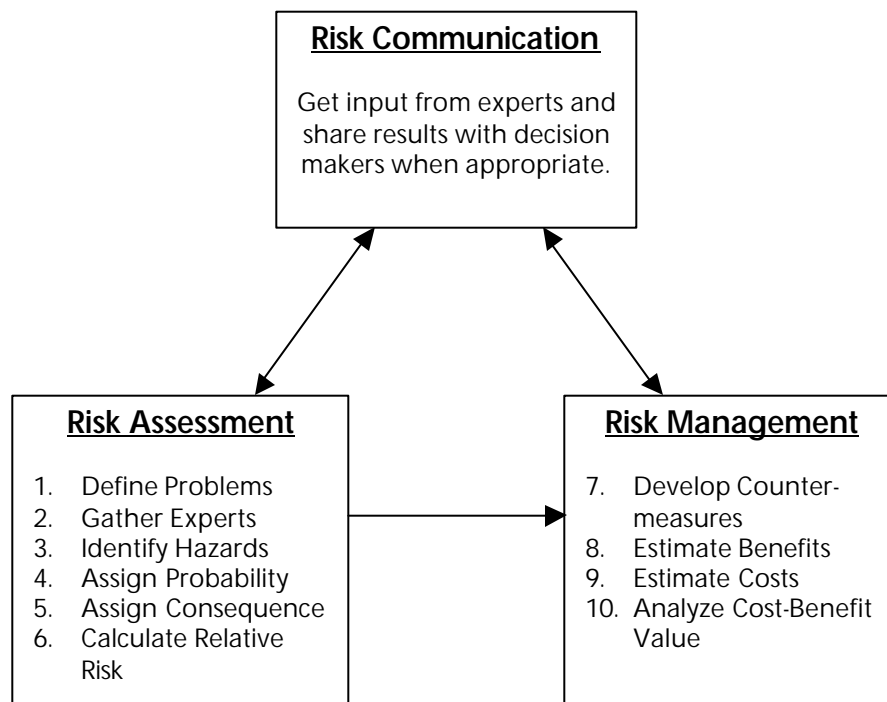 Risk Communication
Get input from experts and
share results with decision
makers when appropriate.
Risk Assessment
1. Define Problems
2. Gather Experts
3. Identify Hazards
4. Assign Probability
5. Assign Consequence
6. Calculate Relative
Risk
Risk Management
7. Develop Counter-
measures
8. Estimate Benefits
9. Estimate Costs
10. Analyze Cost-Benefit
Value